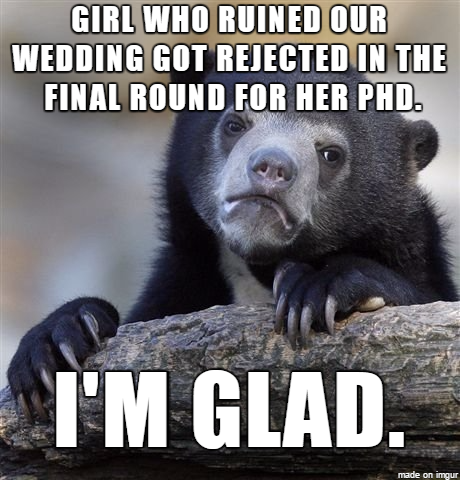 GIRL WHO RUINED OUR
WEDDING GOT REJECTED IN THE
FINAL ROUND FOR HER PHD.
I'M GLAD.
made on imgur